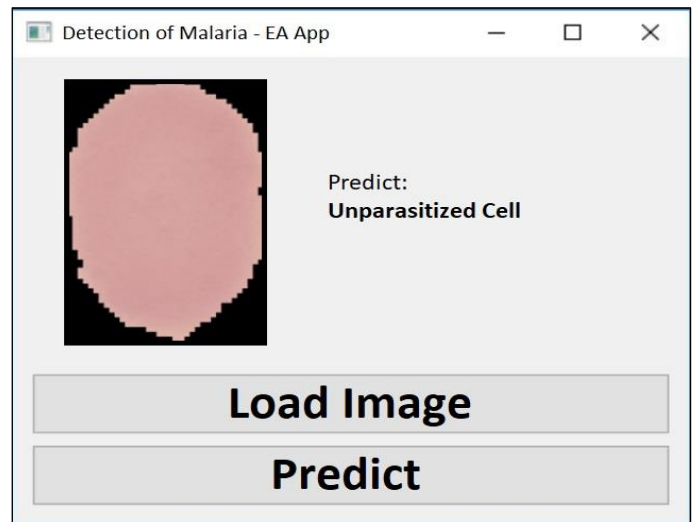 Detection of Malaria - EA App
Predict:
Unparasitized Cell
Load Image
Predict